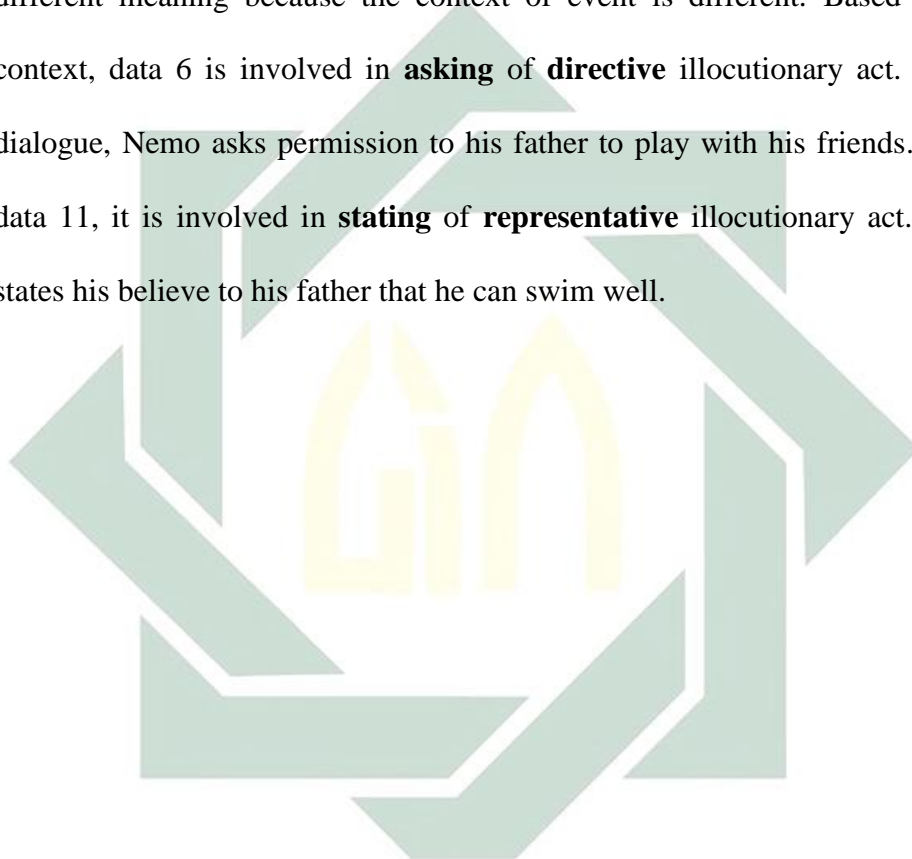 different meaning because the context of event is different. Based
context, data 6 is involved in asking of directive illocutionary act.
dialogue, Nemo asks permission to his father to play with his friends.
data 11, it is involved in stating of representative illocutionary act.
states his believe to his father that he can swim well.